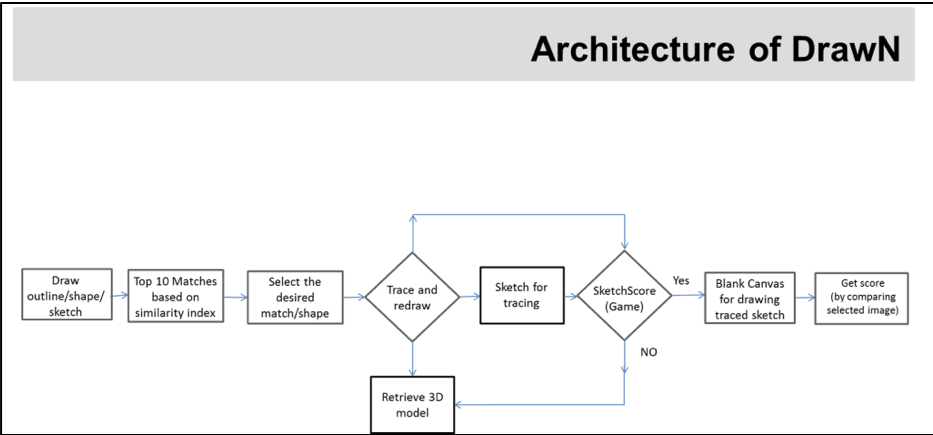 Architecture of DrawN
Draw
outline/shape/
sketch
Top 10 Matches
based on
similarity index
Select the
desired
match/shape
Trace and
redraw
Sketch for
tracing
SketchScore
(Game)
Yes
Blank Canvas
for drawing
traced sketch
Get score
(by comparing
selected image)
NO
Retrieve 3D
model